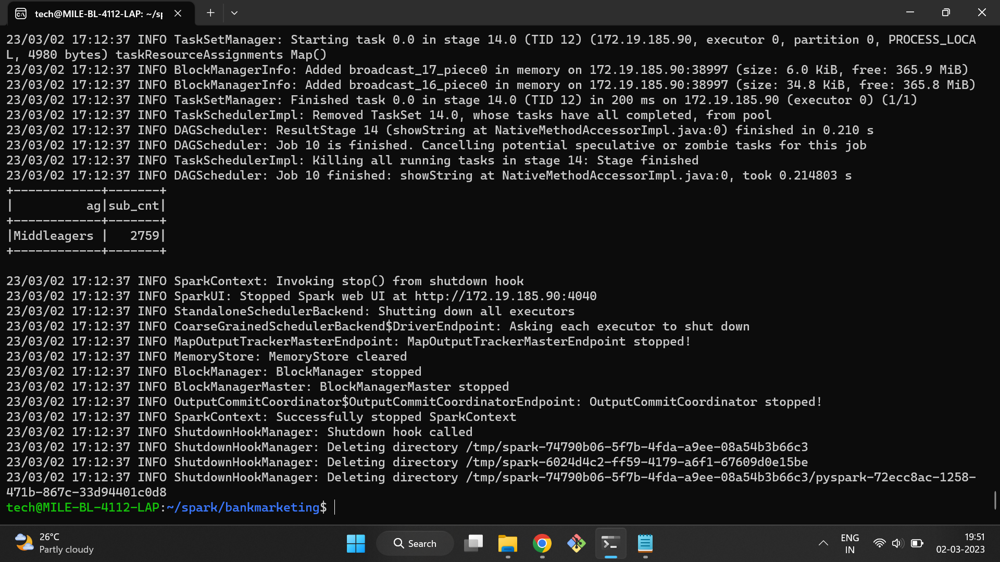 tech@MILE-BL-4112-LAP: ~/sp
23/03/02 17:12:37 INFO TaskSetManager: Starting task 0.0 in stage 14.0 (TID 12) (172.19.185.90, executor 0, partition 0, PROCESS_LOCA
L, 4980 bytes) taskResourceAssignments Map()
23/03/02 17:12:37 INFO BlockManagerInfo: Added broadcast_17_piece0 in memory on 172.19.185.90:38997 (size: 6.0 KiB, free: 365.9 MiB)
23/03/02 17:12:37 INFO BlockManagerInfo: Added broadcast_16_piece0 in memory on 172.19.185.90:38997 (size: 34.8 KiB, free: 365.8 MiB)
23/03/02 17:12:37 INFO TaskSetManager: Finished task 0.0 in stage 14.0 (TID 12) in 200 ms on 172.19.185.90 (executor 0) (1/1)
23/03/02 17:12:37 INFO TaskSchedulerImpl: Removed TaskSet 14.0, whose tasks have all completed, from pool
23/03/02 17:12:37 INFO DAGScheduler: ResultStage 14 (showString at NativeMethodAccessorImpl.java:0) finished in 0.210 s
23/03/02 17:12:37 INFO DAGScheduler: Job 10 is finished. Cancelling potential speculative or zombie tasks for this job
23/03/02 17:12:37 INFO TaskSchedulerImpl: Killing all running tasks in stage 14: Stage finished
23/03/02 17:12:37 INFO DAGScheduler: Job 10 finished: showString at NativeMethodAccessorImpl.java:0, took 0.214803 s
+------------+-------+
|          ag|sub_cnt|
+------------+-------+
|Middleagers |   2759|
+------------+-------+
23/03/02 17:12:37 INFO SparkContext: Invoking stop() from shutdown hook
23/03/02 17:12:37 INFO SparkUI: Stopped Spark web UI at http://172.19.185.90:4040
23/03/02 17:12:37 INFO StandaloneSchedulerBackend: Shutting down all executors
23/03/02 17:12:37 INFO CoarseGrainedSchedulerBackend$DriverEndpoint: Asking each executor to shut down
23/03/02 17:12:37 INFO MapOutputTrackerMasterEndpoint: MapOutputTrackerMasterEndpoint stopped!
23/03/02 17:12:37 INFO MemoryStore: MemoryStore cleared
23/03/02 17:12:37 INFO BlockManager: BlockManager stopped
23/03/02 17:12:37 INFO BlockManagerMaster: BlockManagerMaster stopped
23/03/02 17:12:37 INFO OutputCommitCoordinator$OutputCommitCoordinatorEndpoint: OutputCommitCoordinator stopped!
23/03/02 17:12:37 INFO SparkContext: Successfully stopped SparkContext
23/03/02 17:12:37 INFO ShutdownHookManager: Shutdown hook called
23/03/02 17:12:37 INFO ShutdownHookManager: Deleting directory /tmp/spark-74790b06-5f7b-4fda-a9ee-08a54b3b66c3
23/03/02 17:12:37 INFO ShutdownHookManager: Deleting directory /tmp/spark-6024d4c2-ff59-4179-a6f1-67609d0e15be
23/03/02 17:12:37 INFO ShutdownHookManager: Deleting directory /tmp/spark-74790b06-5f7b-4fda-a9ee-08a54b3b66c3/pyspark-72ecc8ac-1258-
471b-867c-33d94401c0d8
tech@MILE-BL-4112-LAP:~/spark/bankmarketing$
26°C
Partly cloudy
Search
ENG
IN
19:51
02-03-2023